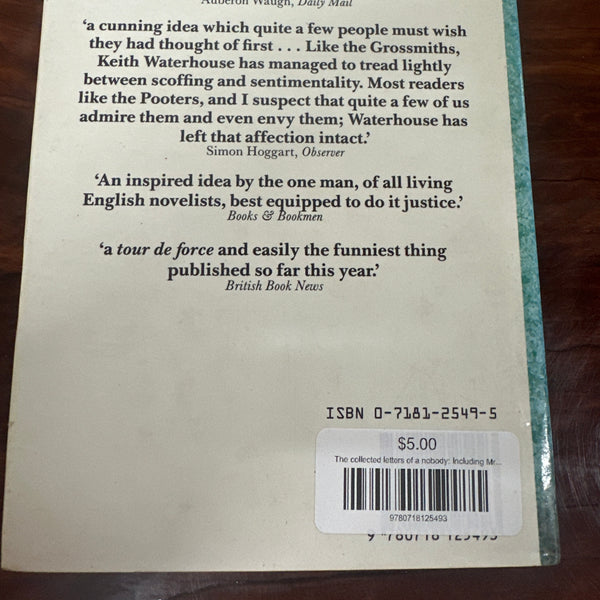 Auberon Waugh, Daily Mail
‘a cunning idea which quite a few people must wish
they had thought of first . . . Like the Grossmiths,
Keith Waterhouse has managed to tread lightly
between scoffing and sentimentality. Most readers
like the Pooters, and I suspect that quite a few of us
admire them and even envy them; Waterhouse has
left that affection intact.’
Simon Hoggart, Observer
‘An inspired idea by the one man, of all living
English novelists, best equipped to do it justice.’
Books & Bookmen
‘a tour de force and easily the funniest thing
published so far this year.’
British Book News
ISBN 0-7181-2549-5
$5.00
The collected letters of a nobody: Including Mr...
9780718125493
9 780718 125493